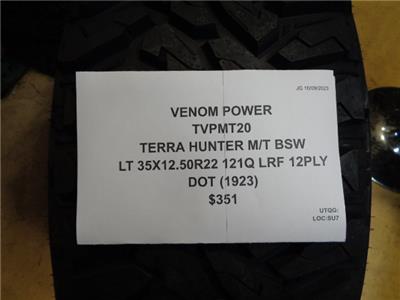 JG 10/09/2023
VENOM POWER
TVPMT20
TERRA HUNTER M/T BSW
LT 35X12.50R22 121Q LRF 12PLY
DOT (1923)
$351
UTQG:
LOC:SU7